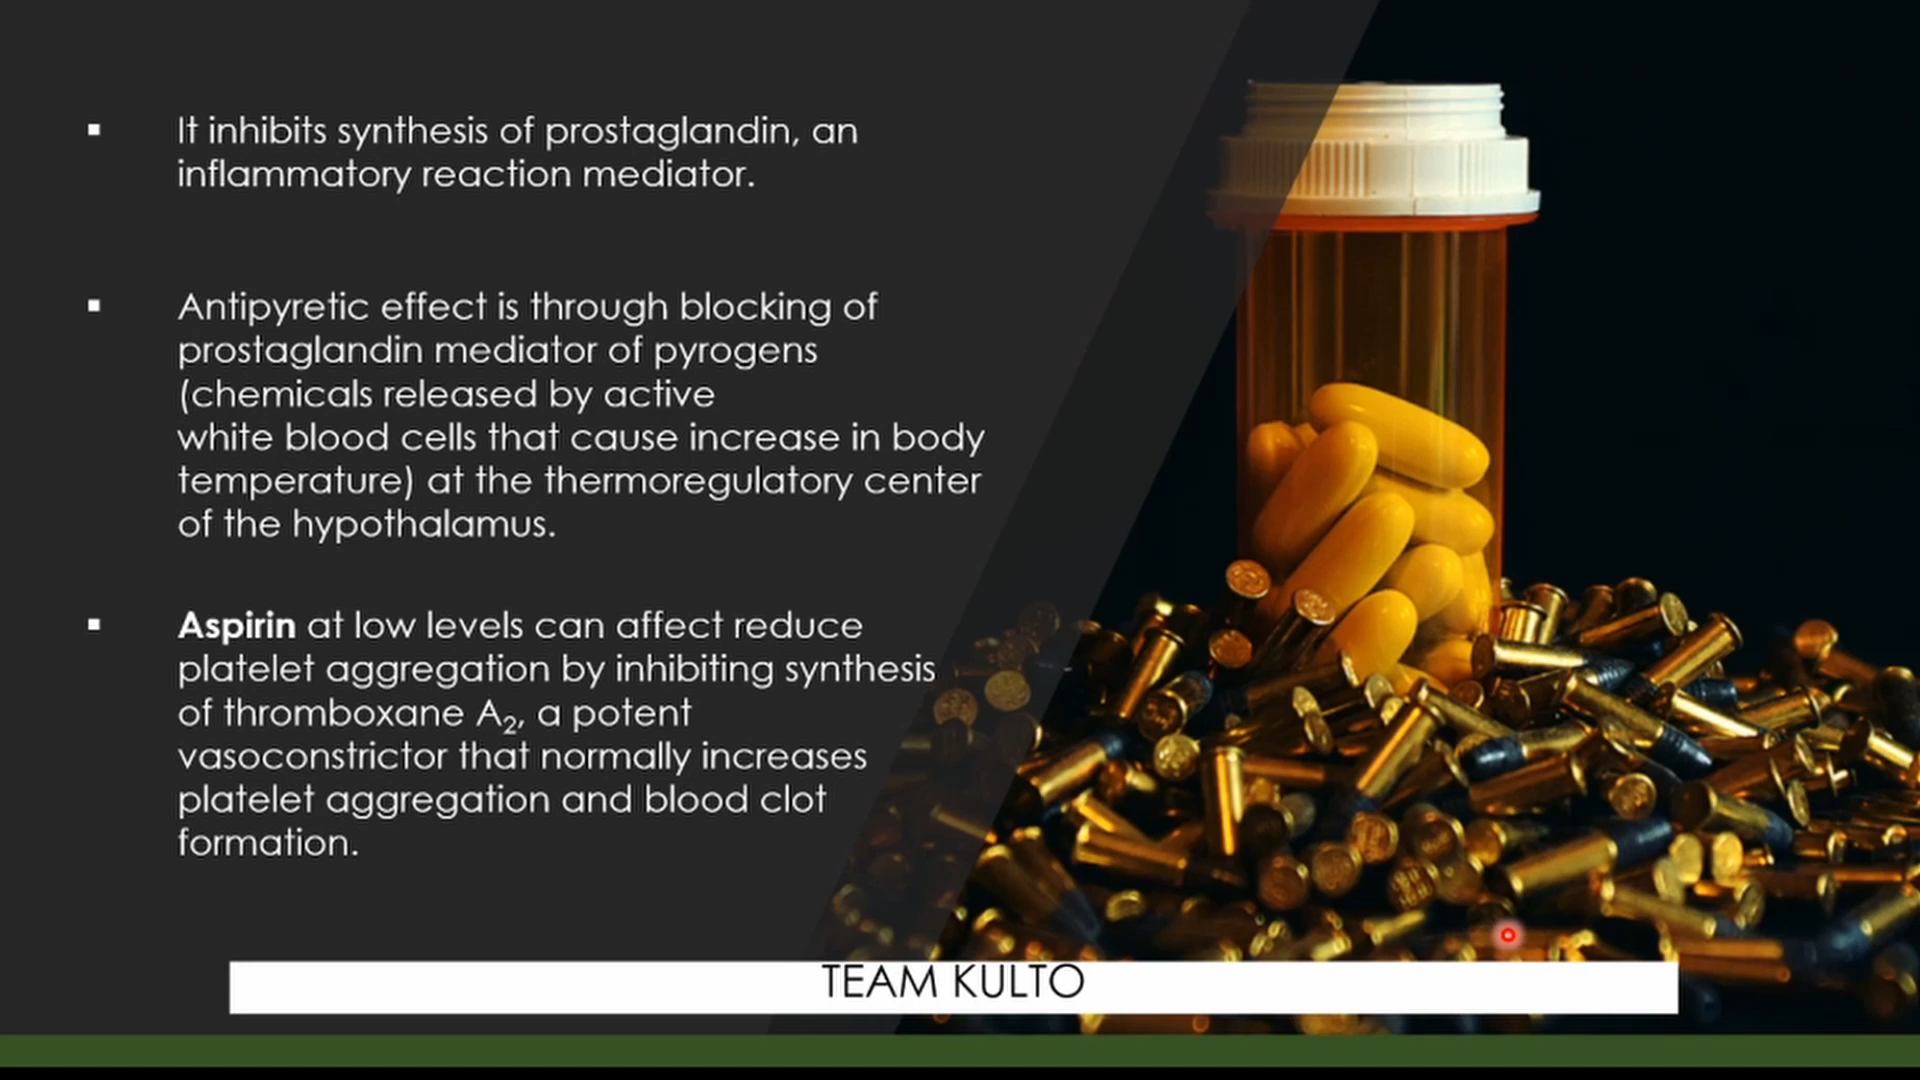 ▪ It inhibits synthesis of prostaglandin, an
inflammatory reaction mediator.
▪ Antipyretic effect is through blocking of
prostaglandin mediator of pyrogens
(chemicals released by active
white blood cells that cause increase in body
temperature) at the thermoregulatory center
of the hypothalamus.
▪ Aspirin at low levels can affect reduce
platelet aggregation by inhibiting synthesis
of thromboxane A₂, a potent
vasoconstrictor that normally increases
platelet aggregation and blood clot
formation.
TEAM KULTO